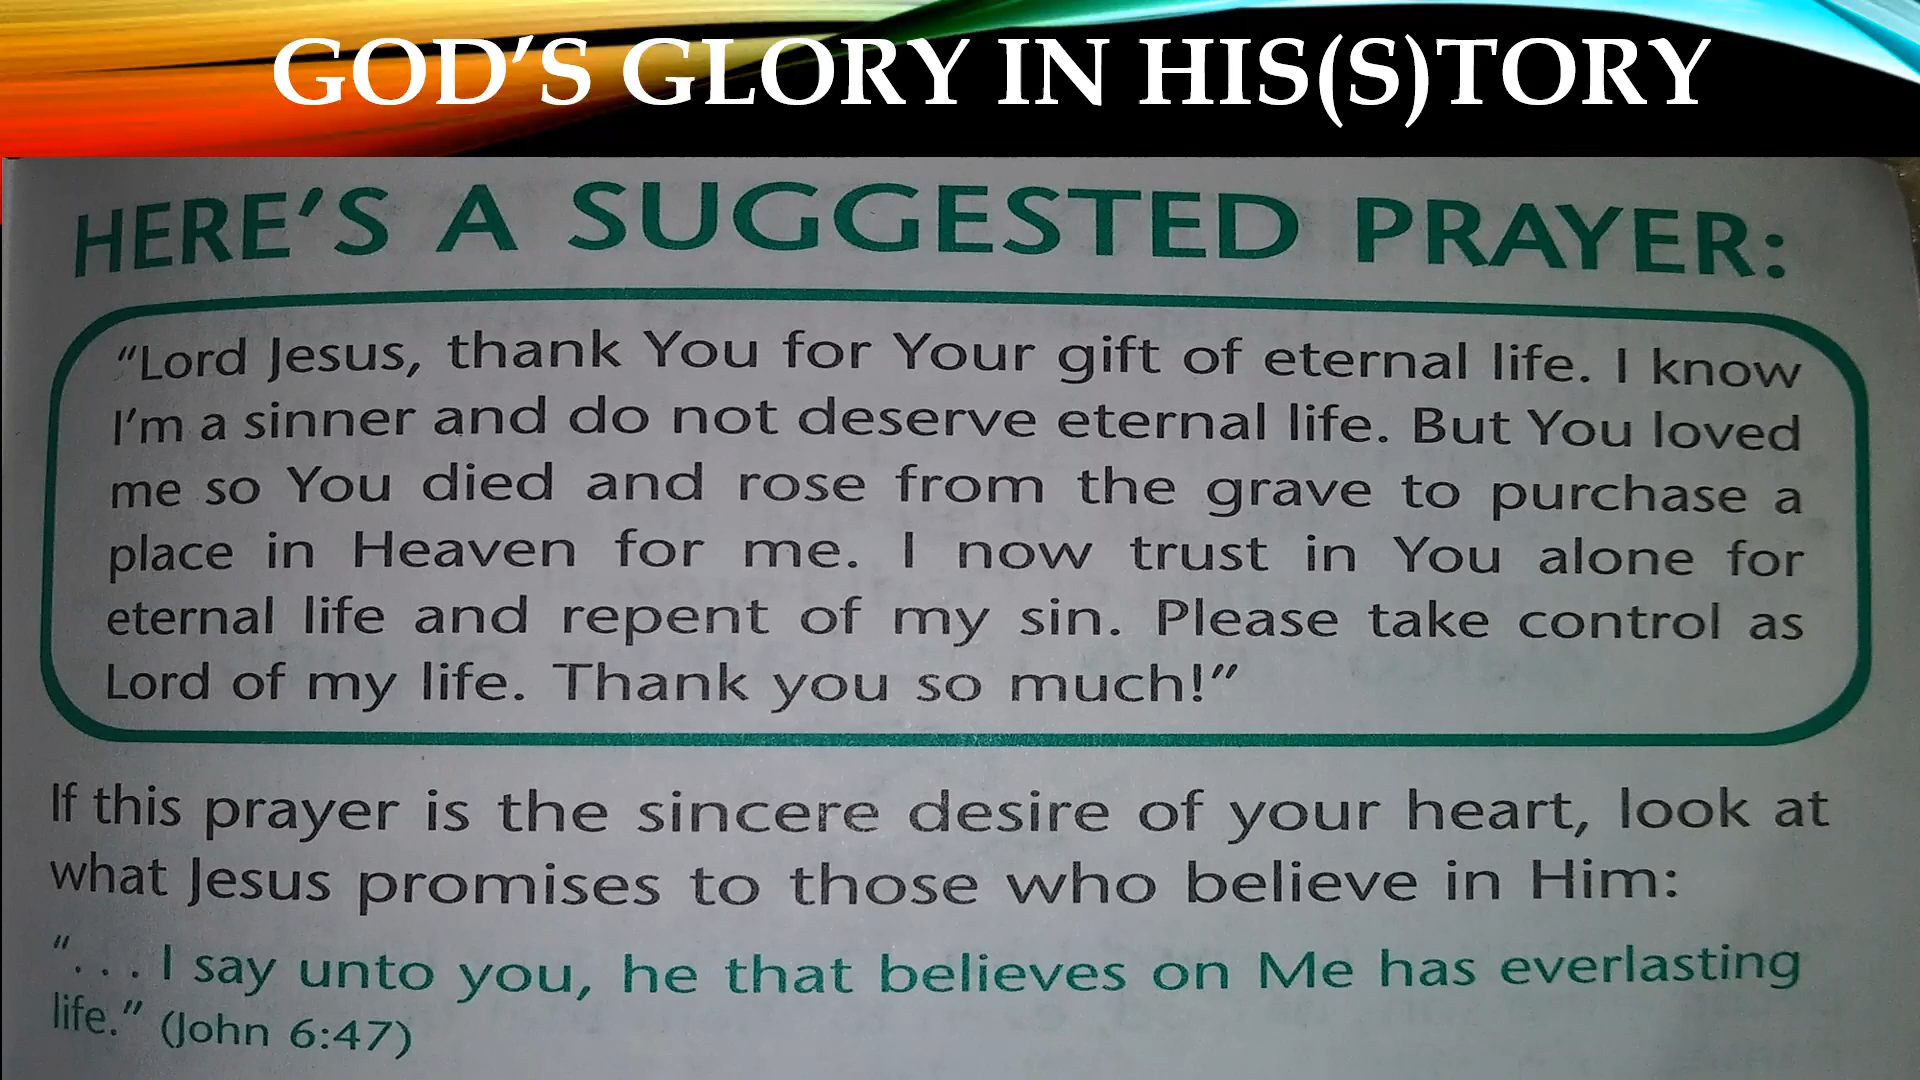 GOD’S GLORY IN HIS(S)TORY
HERE’S A SUGGESTED PRAYER:
“Lord Jesus, thank You for Your gift of eternal life. I know
I’m a sinner and do not deserve eternal life. But You loved
me so You died and rose from the grave to purchase a
place in Heaven for me. I now trust in You alone for
eternal life and repent of my sin. Please take control as
Lord of my life. Thank you so much!”
If this prayer is the sincere desire of your heart, look at
what Jesus promises to those who believe in Him:
“. . . I say unto you, he that believes on Me has everlasting
life.” (John 6:47)